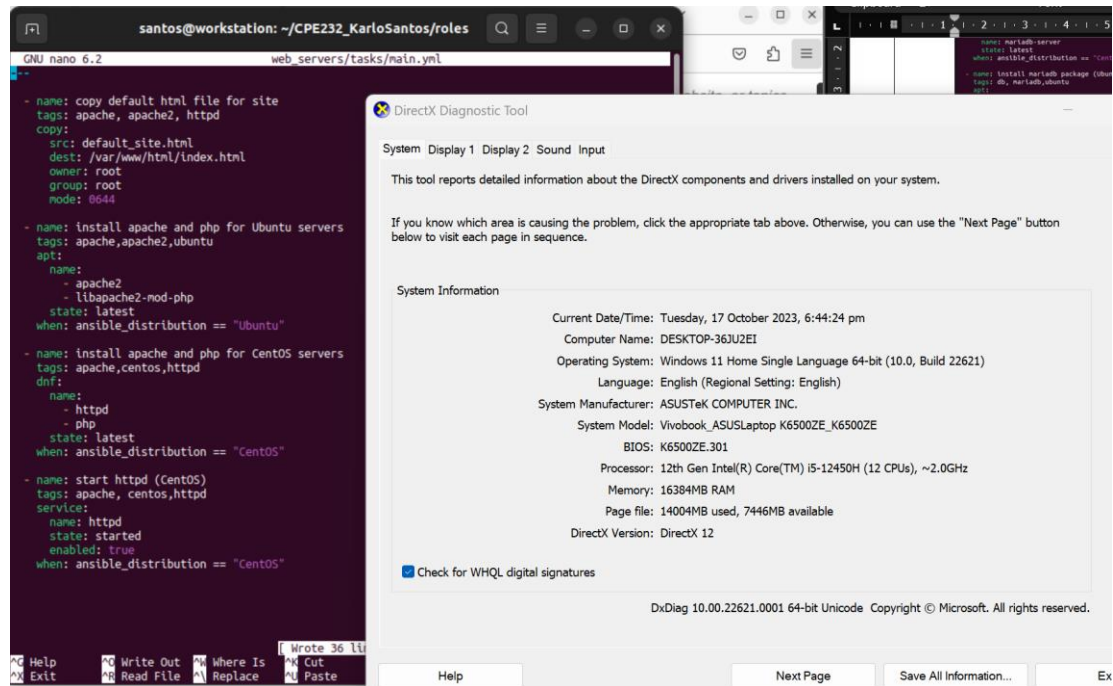 santos@workstation: ~/CPE232_KarloSantos/roles
GNU nano 6.2 web_servers/tasks/main.yml
---
- name: copy default html file for site
tags: apache, apache2, httpd
copy:
src: default_site.html
dest: /var/www/html/index.html
owner: root
group: root
mode: 0644
- name: install apache and php for Ubuntu servers
tags: apache,apache2,ubuntu
apt:
name:
- apache2
- libapache2-mod-php
state: latest
when: ansible_distribution == "Ubuntu"
- name: install apache and php for CentOS servers
tags: apache,centos,httpd
dnf:
name:
- httpd
- php
state: latest
when: ansible_distribution == "CentOS"
- name: start httpd (CentOS)
tags: apache, centos,httpd
service:
name: httpd
state: started
enabled: true
when: ansible_distribution == "CentOS"
[ Wrote 36 li
^G Help ^O Write Out ^W Where Is ^K Cut
^X Exit ^R Read File ^\ Replace ^U Paste
1 2 3 4 5
name: mariadb-server
state: latest
when: ansible_distribution == "Cent
- name: install mariadb package (Ubun
tags: db, mariadb,ubuntu
apt:
DirectX Diagnostic Tool
System Display 1 Display 2 Sound Input
This tool reports detailed information about the DirectX components and drivers installed on your system.
If you know which area is causing the problem, click the appropriate tab above. Otherwise, you can use the "Next Page" button
below to visit each page in sequence.
System Information
Current Date/Time: Tuesday, 17 October 2023, 6:44:24 pm
Computer Name: DESKTOP-36JU2EI
Operating System: Windows 11 Home Single Language 64-bit (10.0, Build 22621)
Language: English (Regional Setting: English)
System Manufacturer: ASUSTeK COMPUTER INC.
System Model: Vivobook_ASUSLaptop K6500ZE_K6500ZE
BIOS: K6500ZE.301
Processor: 12th Gen Intel(R) Core(TM) i5-12450H (12 CPUs), ~2.0GHz
Memory: 16384MB RAM
Page file: 14004MB used, 7446MB available
DirectX Version: DirectX 12
Check for WHQL digital signatures
DxDiag 10.00.22621.0001 64-bit Unicode Copyright © Microsoft. All rights reserved.
Help Next Page Save All Information... Ex